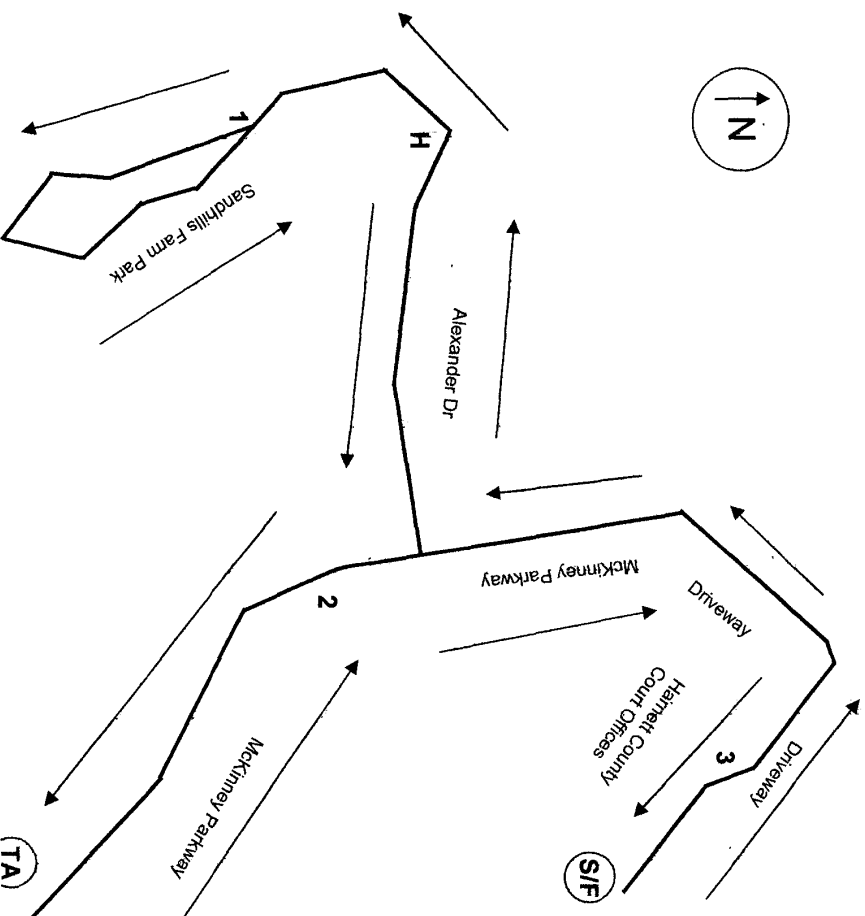 N
H
1
Sandhills Farm Park
Alexander Dr
McKinney Parkway
Driveway
2
Harnett County
Court Offices
3
Driveway
McKinney Parkway
S/F
TA